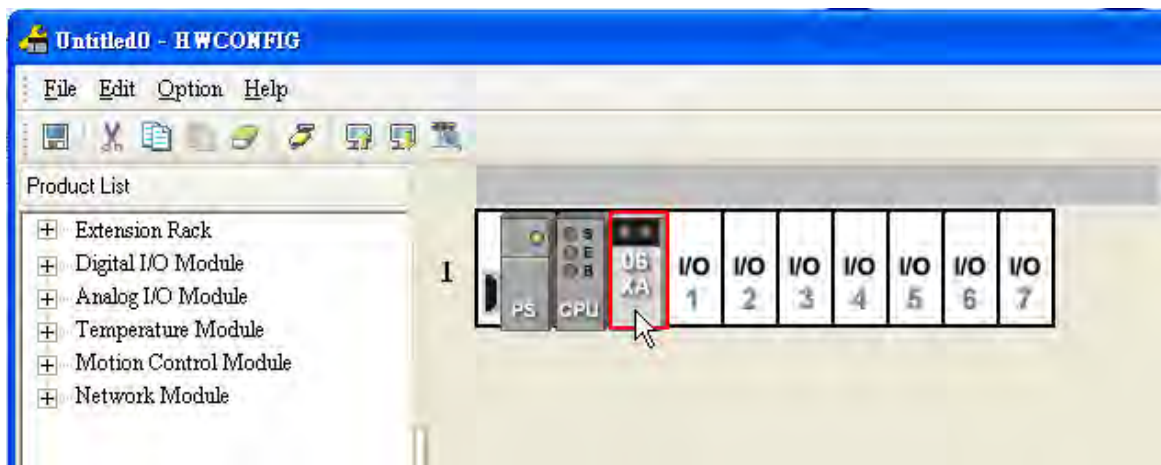 Untitled0 - HWCONFIG
File Edit Option Help
Product List
Extension Rack
Digital I/O Module
Analog I/O Module
Temperature Module
Motion Control Module
Network Module
1
PS
CPU
S
E
B
06
XA
I/O I/O I/O I/O I/O I/O I/O
1 2 3 4 5 6 7